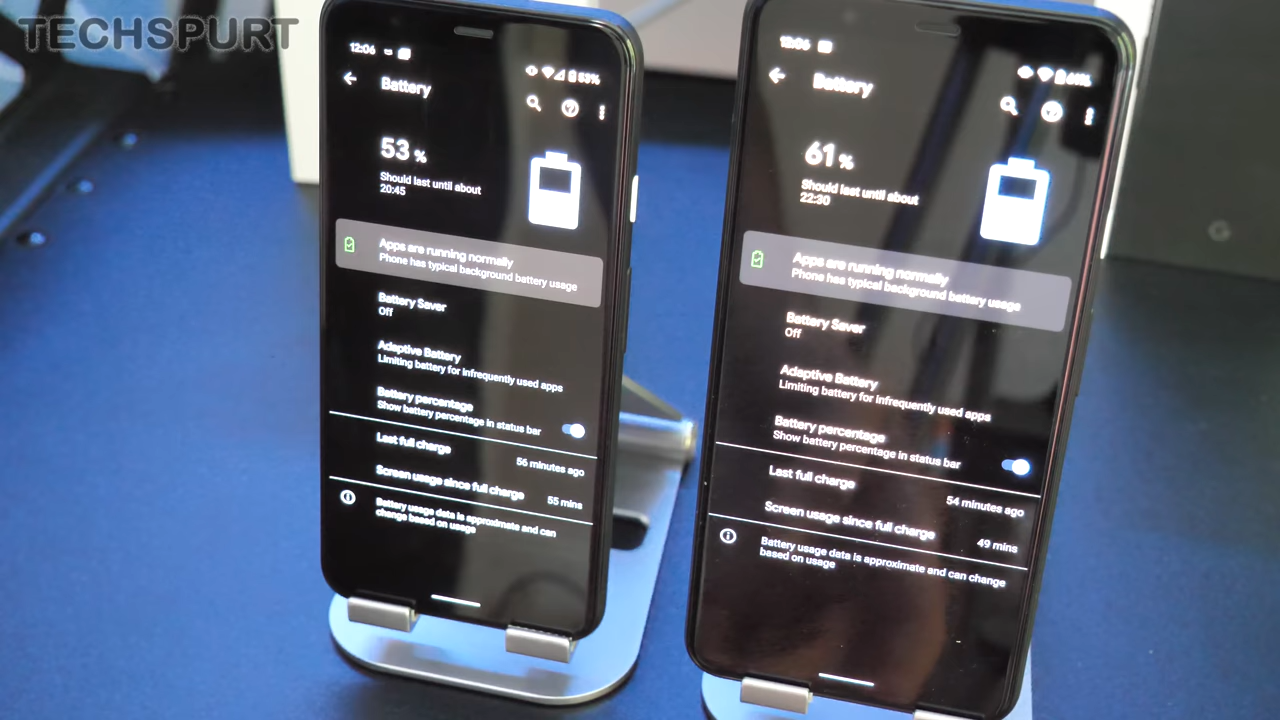 TECHSPURT
12:06
53%
Battery
53 %
Should last until about
20:45
Apps are running normally
Phone has typical background battery usage
Battery Saver
Off
Adaptive Battery
Limiting battery for infrequently used apps
Battery percentage
Show battery percentage in status bar
Last full charge
56 minutes ago
Screen usage since full charge
55 mins
Battery usage data is approximate and can
change based on usage
12:06
61%
Battery
61 %
Should last until about
22:30
Apps are running normally
Phone has typical background battery usage
Battery Saver
Off
Adaptive Battery
Limiting battery for infrequently used apps
Battery percentage
Show battery percentage in status bar
Last full charge
54 minutes ago
Screen usage since full charge
49 mins
Battery usage data is approximate and can change
based on usage